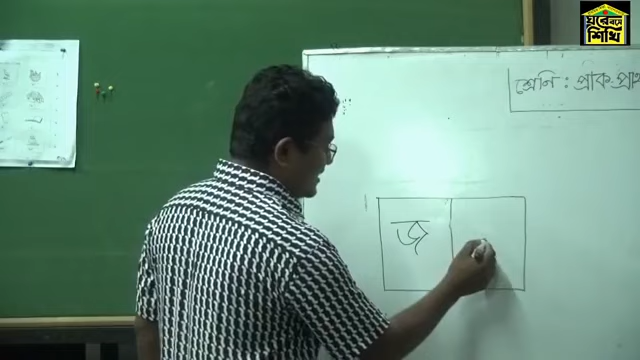 ঘরে বসে
শিখি
শ্রেণি : প্রাক প্রাথ
জ